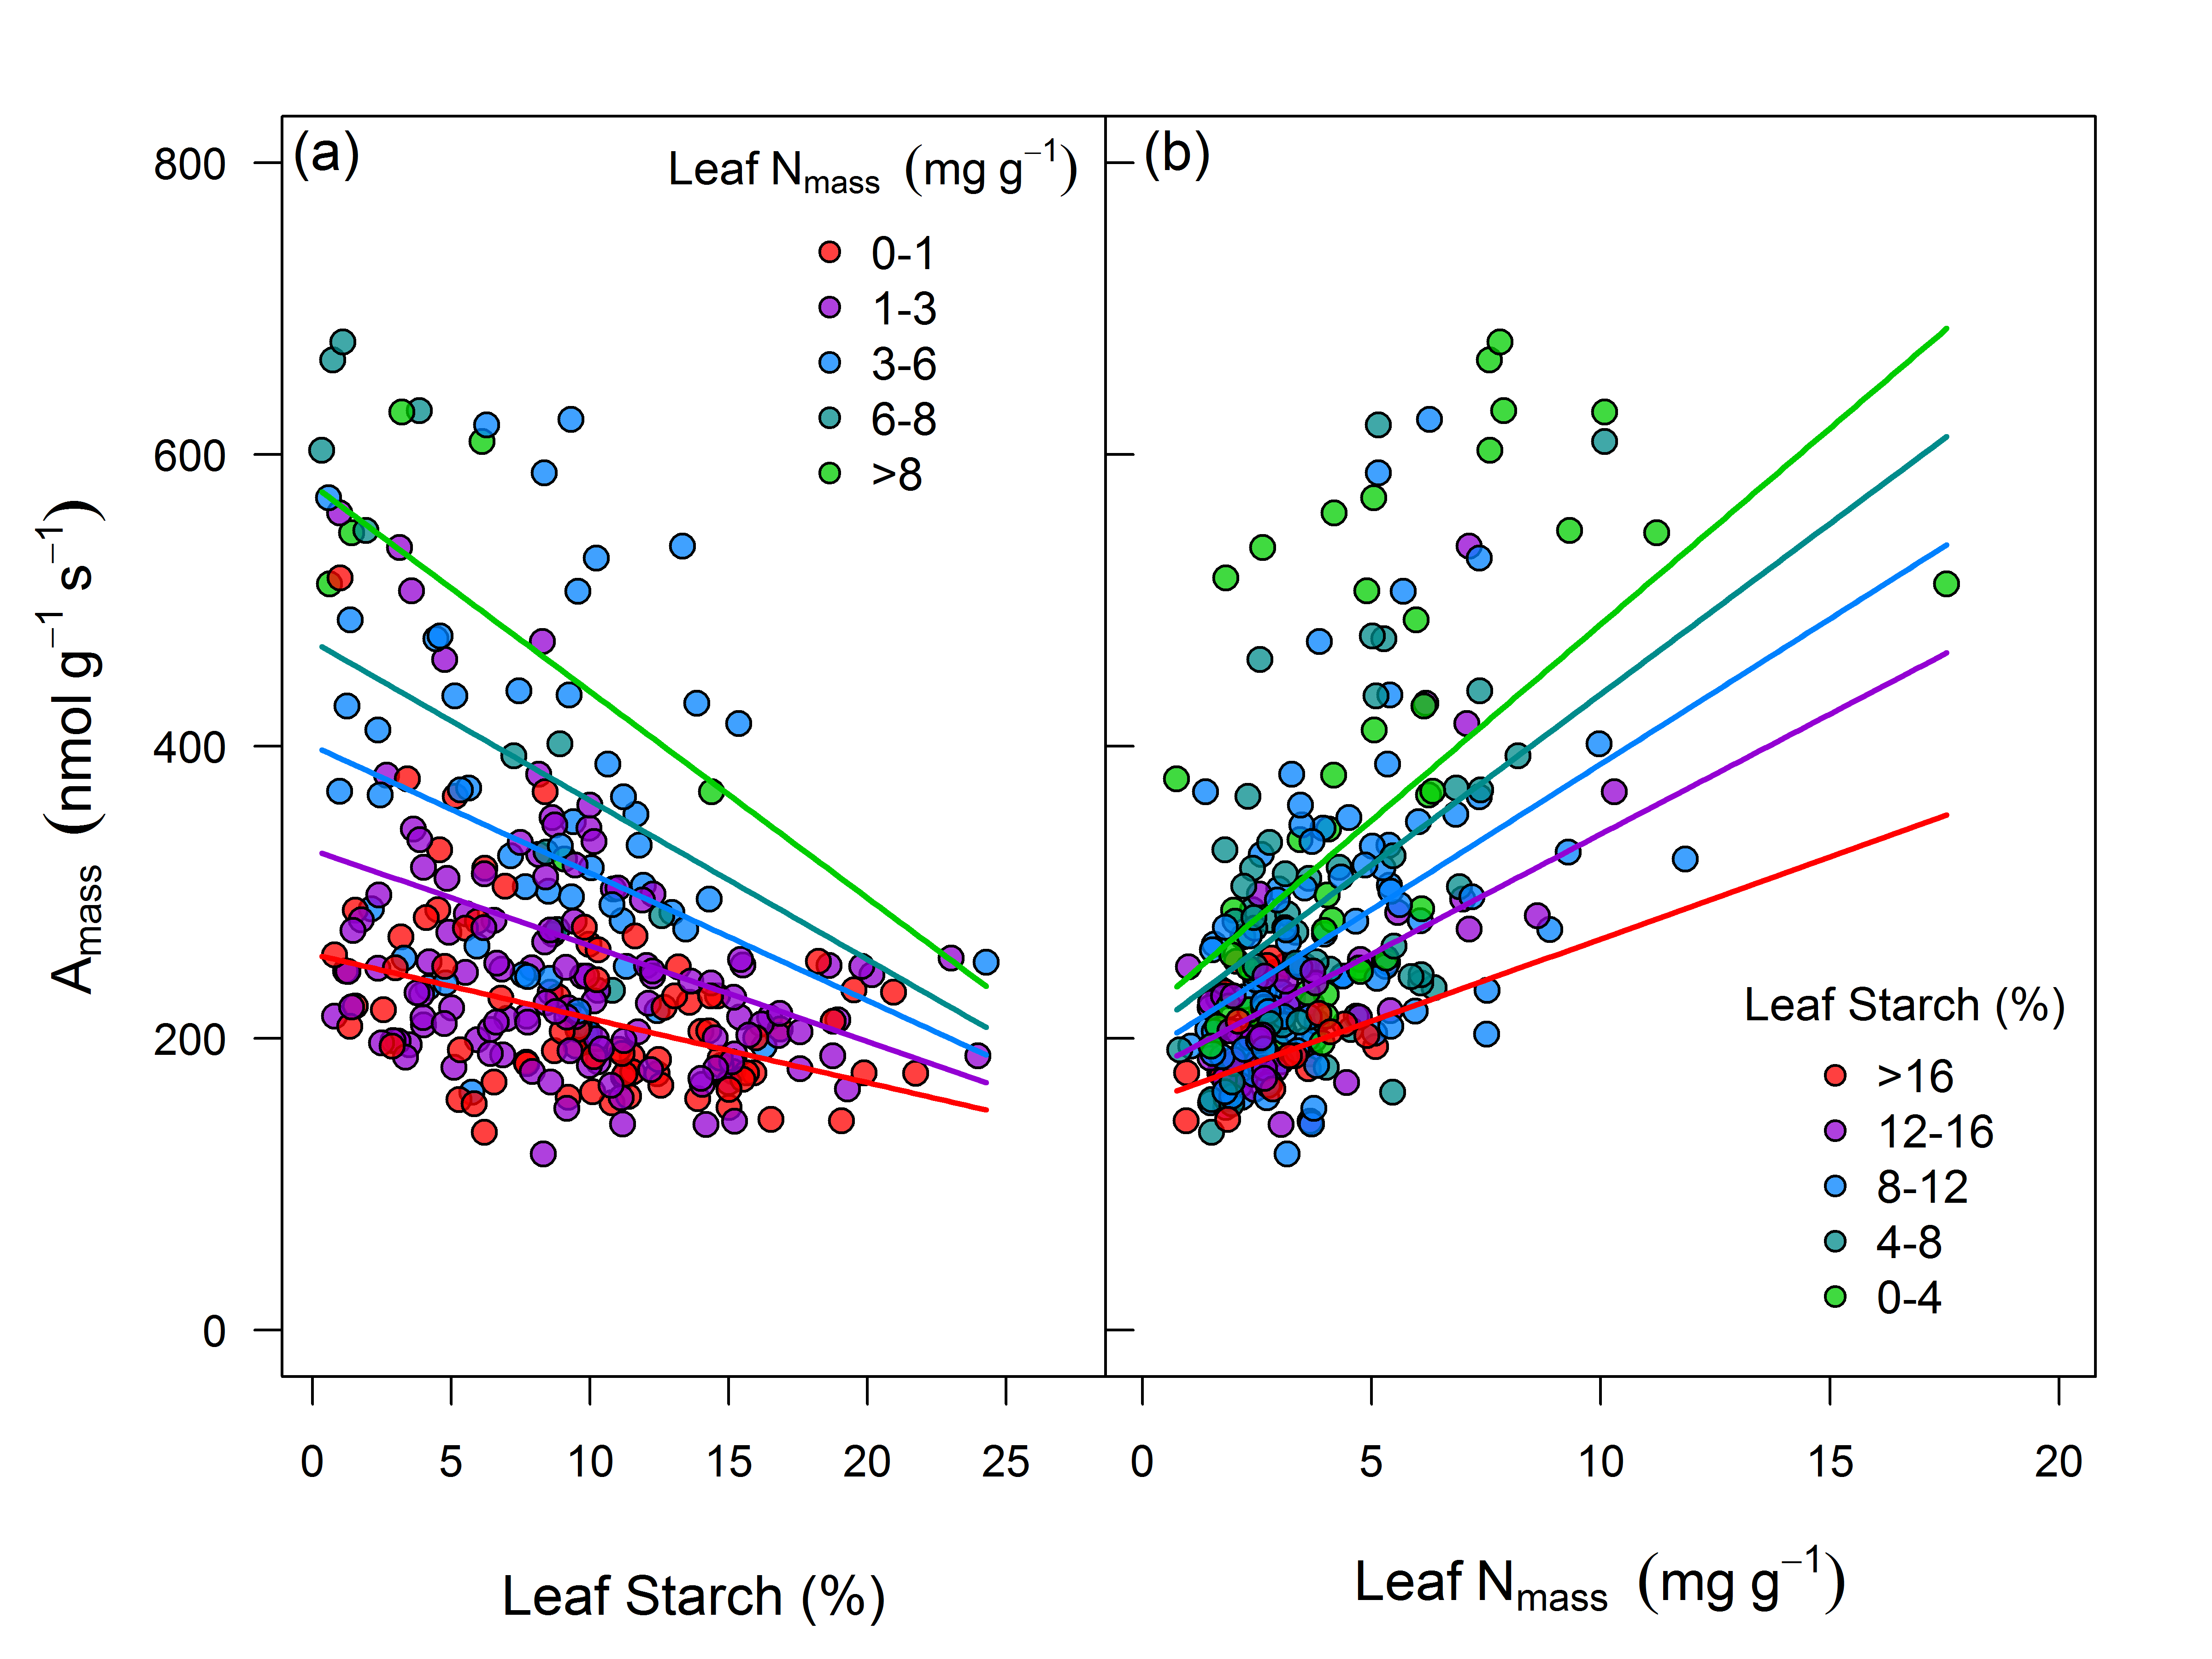 (a)
Leaf Nmass (mg g−1)
0-1
1-3
3-6
6-8
>8
(b)
Leaf Starch (%)
>16
12-16
8-12
4-8
0-4
800
600
400
200
0
Amass (nmol g−1 s−1)
0 5 10 15 20 25
0 5 10 15 20
Leaf Starch (%)
Leaf Nmass (mg g−1)